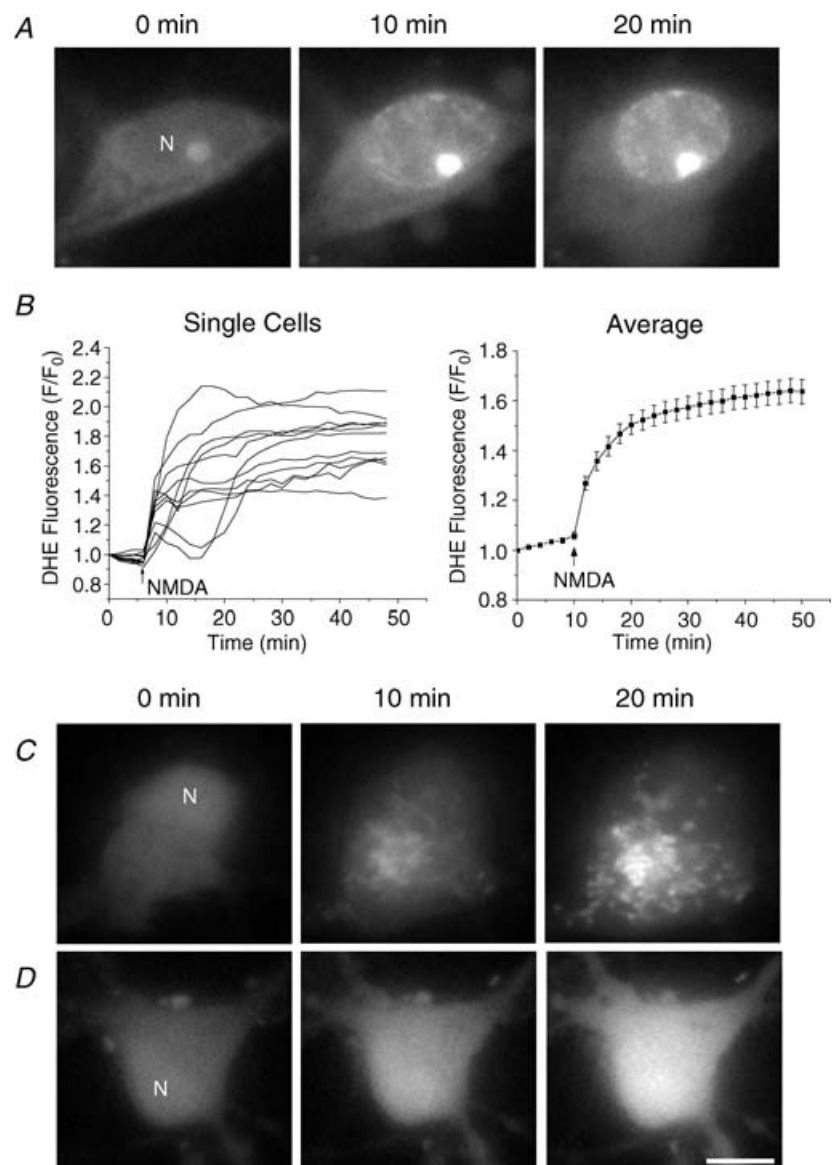 A
0 min 10 min 20 min
N
B
Single Cells
DHE Fluorescence (F/F0)
2.4
2.2
2.0
1.8
1.6
1.4
1.2
1.0
0.8
NMDA
0 10 20 30 40 50
Time (min)
Average
DHE Fluorescence (F/F0)
1.8
1.6
1.4
1.2
1.0
0.8
NMDA
0 10 20 30 40 50
Time (min)
0 min 10 min 20 min
C
N
D
N